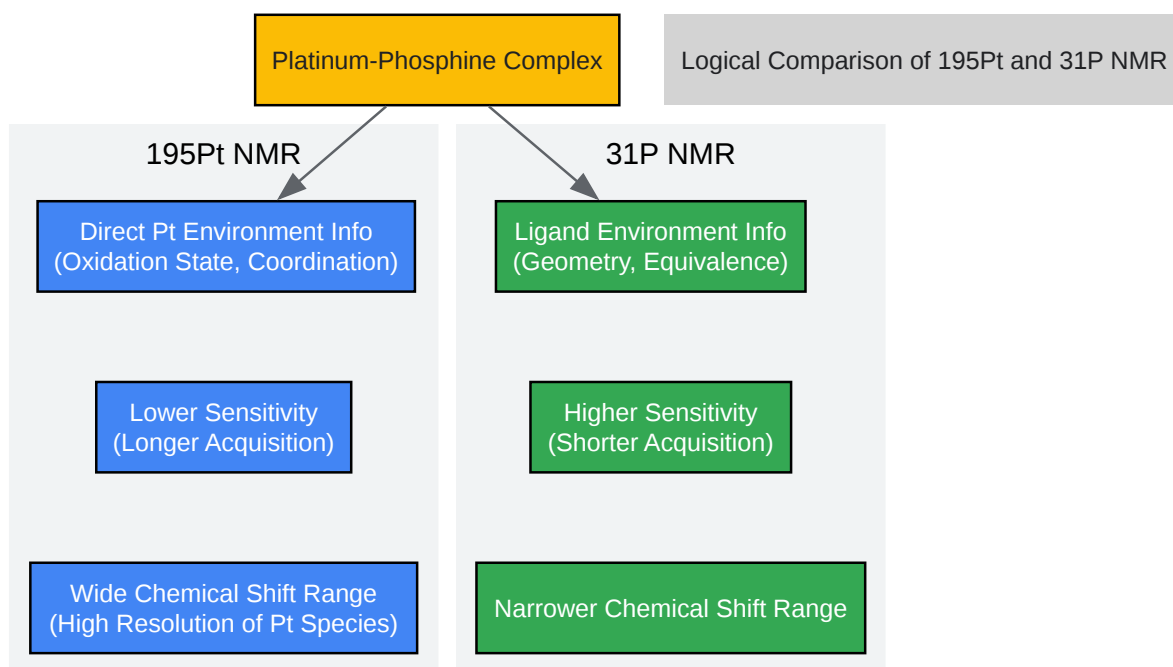 Platinum-Phosphine Complex
Logical Comparison of 195Pt and 31P NMR
195Pt NMR
Direct Pt Environment Info
(Oxidation State, Coordination)
Lower Sensitivity
(Longer Acquisition)
Wide Chemical Shift Range
(High Resolution of Pt Species)
31P NMR
Ligand Environment Info
(Geometry, Equivalence)
Higher Sensitivity
(Shorter Acquisition)
Narrower Chemical Shift Range